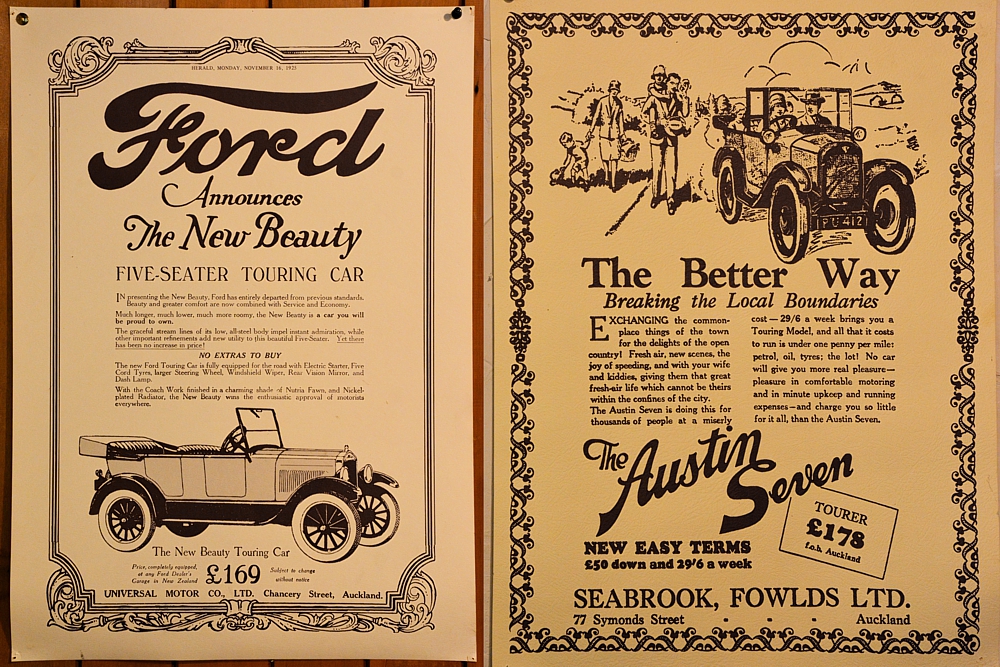 HERALD, MONDAY, NOVEMBER 16, 1925
Ford
Announces
The New Beauty
FIVE-SEATER TOURING CAR
IN presenting the New Beauty, Ford has entirely departed from previous standards.
Beauty and greater comfort are now combined with Service and Economy.
Much longer, much lower, much more roomy, the New Beauty is a car you will
be proud to own.
The graceful stream lines of its low, all-steel body impel instant admiration, while
other important refinements add new utility to this beautiful Five-Seater. Yet there
has been no increase in price!
NO EXTRAS TO BUY
The new Ford Touring Car is fully equipped for the road with Electric Starter, Five
Cord Tyres, larger Steering Wheel, Windshield Wiper, Rear Vision Mirror, and
Dash Lamp.
With the Coach Work finished in a charming shade of Nutria Fawn, and Nickel-
plated Radiator, the New Beauty wins the enthusiastic approval of motorists
everywhere.
The New Beauty Touring Car
Price, completely equipped,
at any Ford Dealer's
Garage in New Zealand
£169
Subject to change
without notice
UNIVERSAL MOTOR CO., LTD. Chancery Street, Auckland.
PU 412
The Better Way
Breaking the Local Boundaries
EXCHANGING the common-
place things of the town
for the delights of the open
country! Fresh air, new scenes, the
joy of speeding, and with your wife
and kiddies, giving them that great
fresh-air life which cannot be theirs
within the confines of the city.
The Austin Seven is doing this for
thousands of people at a miserly
cost — 29/6 a week brings you a
Touring Model, and all that it costs
to run is under one penny per mile:
petrol, oil, tyres; the lot! No car
will give you more real pleasure—
pleasure in comfortable motoring
and in minute upkeep and running
expenses—and charge you so little
for it all, than the Austin Seven.
The Austin
Seven
TOURER
£178
f.o.b. Auckland
NEW EASY TERMS
£50 down and 29/6 a week
SEABROOK, FOWLDS LTD.
77 Symonds Street - - - Auckland